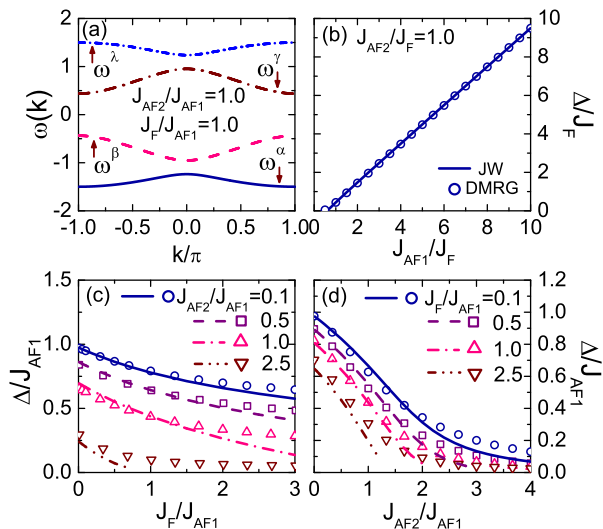 (a)
ω^λ
ω^γ
J_AF2/J_AF1=1.0
J_F/J_AF1=1.0
ω^β
ω^α
ω(k)
2
1
0
-1
-2
-1.0
-0.5
0.0
0.5
1.0
k/π
(b)
J_AF2/J_F=1.0
JW
DMRG
Δ/J_F
10
8
6
4
2
0
0
2
4
6
8
10
J_AF1/J_F
(c)
J_AF2/J_AF1=0.1
0.5
1.0
2.5
Δ/J_AF1
1.5
1.0
0.5
0.0
0
1
2
3
J_F/J_AF1
(d)
J_F/J_AF1=0.1
0.5
1.0
2.5
Δ/J_AF1
1.2
1.0
0.8
0.6
0.4
0.2
0.0
0
1
2
3
4
J_AF2/J_AF1